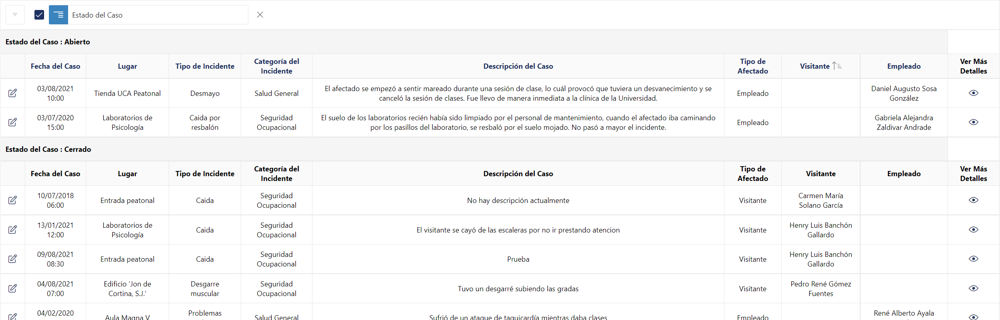 Estado del Caso
Estado del Caso : Abierto
Fecha del Caso
Lugar
Tipo de Incidente
Categoría del
Incidente
Descripción del Caso
Tipo de
Afectado
Visitante
Empleado
Ver Más
Detalles
03/08/2021
10:00
Tienda UCA Peatonal
Desmayo
Salud General
El afectado se empezó a sentir mareado durante una sesión de clase, lo cuál provocó que tuviera un desvanecimiento y se
canceló la sesión de clases. Fue llevo de manera inmediata a la clínica de la Universidad.
Empleado
Daniel Augusto Sosa
González
03/07/2020
15:00
Laboratorios de
Psicología
Caida por
resbalón
Seguridad
Ocupacional
El suelo de los laboratorios recién había sido limpiado por el personal de mantenimiento, cuando el afectado iba caminando
por los pasillos del laboratorio, se resbaló por el suelo mojado. No pasó a mayor el incidente.
Empleado
Gabriela Alejandra
Zaldivar Andrade
Estado del Caso : Cerrado
Fecha del Caso
Lugar
Tipo de Incidente
Categoría del
Incidente
Descripción del Caso
Tipo de
Afectado
Visitante
Empleado
Ver Más
Detalles
10/07/2018
06:00
Entrada peatonal
Caida
Seguridad
Ocupacional
No hay descripción actualmente
Visitante
Carmen María
Solano García
13/01/2021
12:00
Laboratorios de
Psicología
Caida
Seguridad
Ocupacional
El visitante se cayó de las escaleras por no ir prestando atencion
Visitante
Henry Luis Banchón
Gallardo
09/08/2021
08:30
Entrada peatonal
Caida
Seguridad
Ocupacional
Prueba
Visitante
Henry Luis Banchón
Gallardo
04/08/2021
07:00
Edificio 'Jon de
Cortina, S.J.'
Desgarre
muscular
Seguridad
Ocupacional
Tuvo un desgarré subiendo las gradas
Visitante
Pedro René Gómez
Fuentes
04/02/2020
Aula Magna V
Problemas
Salud General
Sufrió de un ataque de taquicardía mientras daba clases
Empleado
René Alberto Ayala